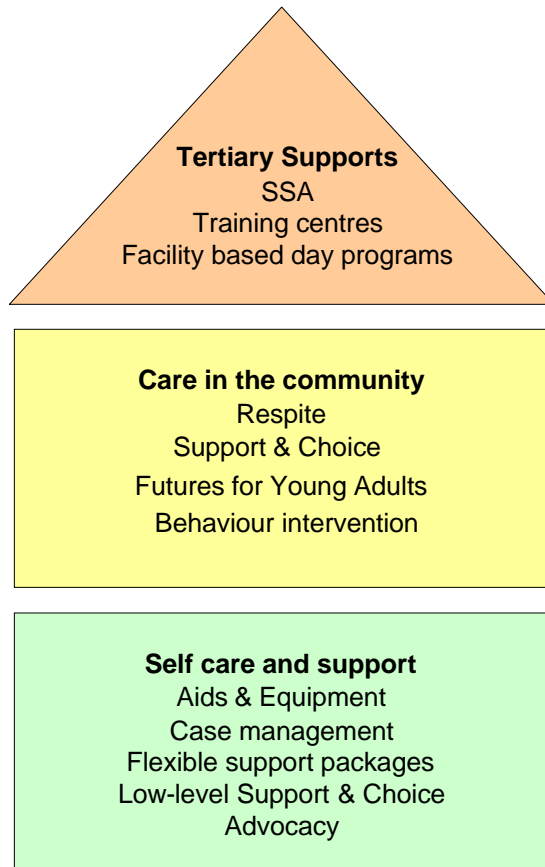 Tertiary Supports
SSA
Training centres
Facility based day programs
Care in the community
Respite
Support & Choice
Futures for Young Adults
Behaviour intervention
Self care and support
Aids & Equipment
Case management
Flexible support packages
Low-level Support & Choice
Advocacy